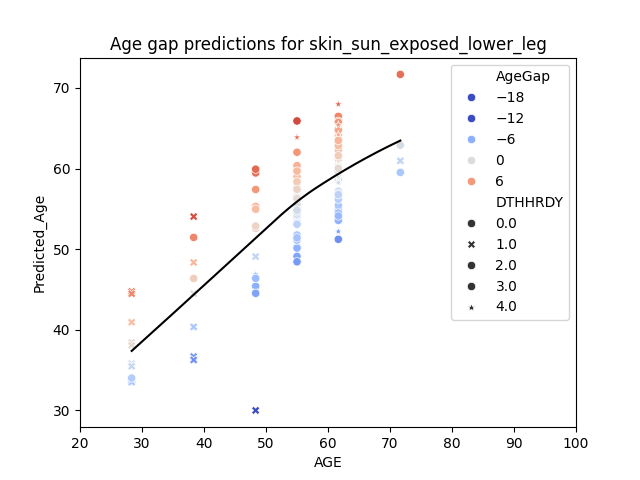 Age gap predictions for skin_sun_exposed_lower_leg
Predicted_Age
70
60
50
40
30
20 30 40 50 60 70 80 90 100
AGE
AgeGap
−18
−12
−6
0
6
DTHHRDY
0.0
1.0
2.0
3.0
4.0